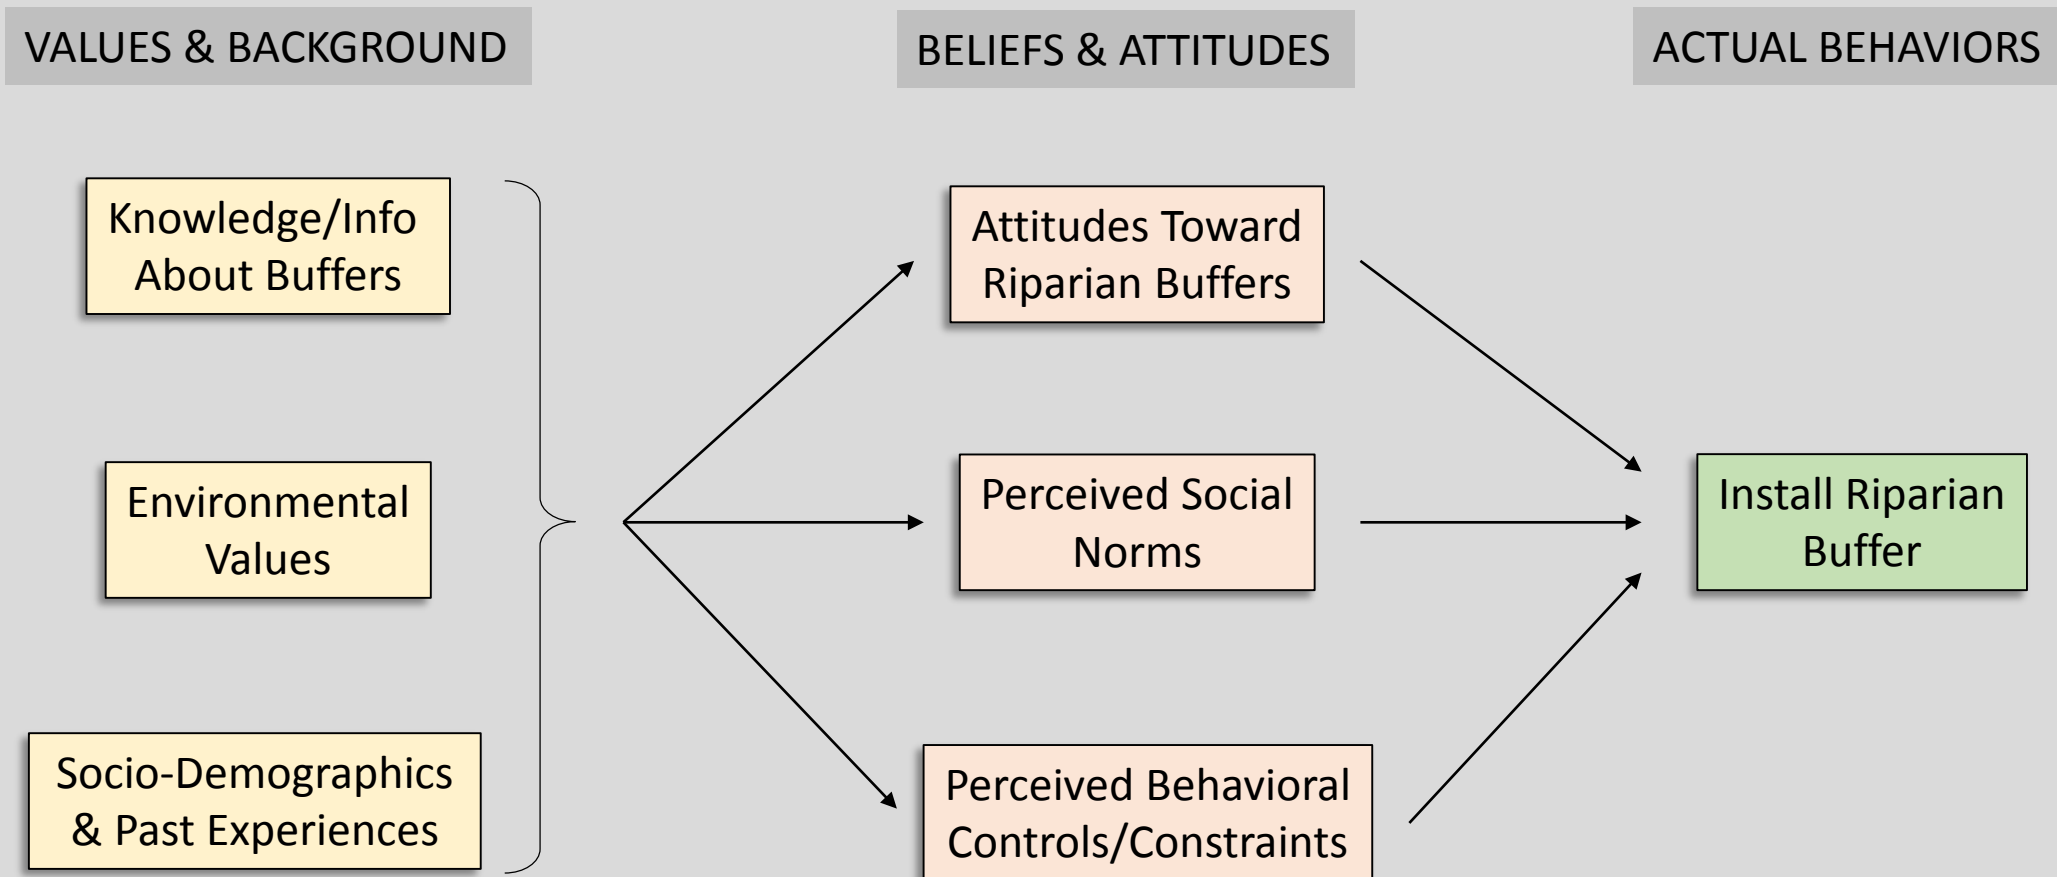 VALUES & BACKGROUND
BELIEFS & ATTITUDES
ACTUAL BEHAVIORS
Knowledge/Info
About Buffers
Attitudes Toward
Riparian Buffers
Environmental
Values
Perceived Social
Norms
Install Riparian
Buffer
Socio-Demographics
& Past Experiences
Perceived Behavioral
Controls/Constraints